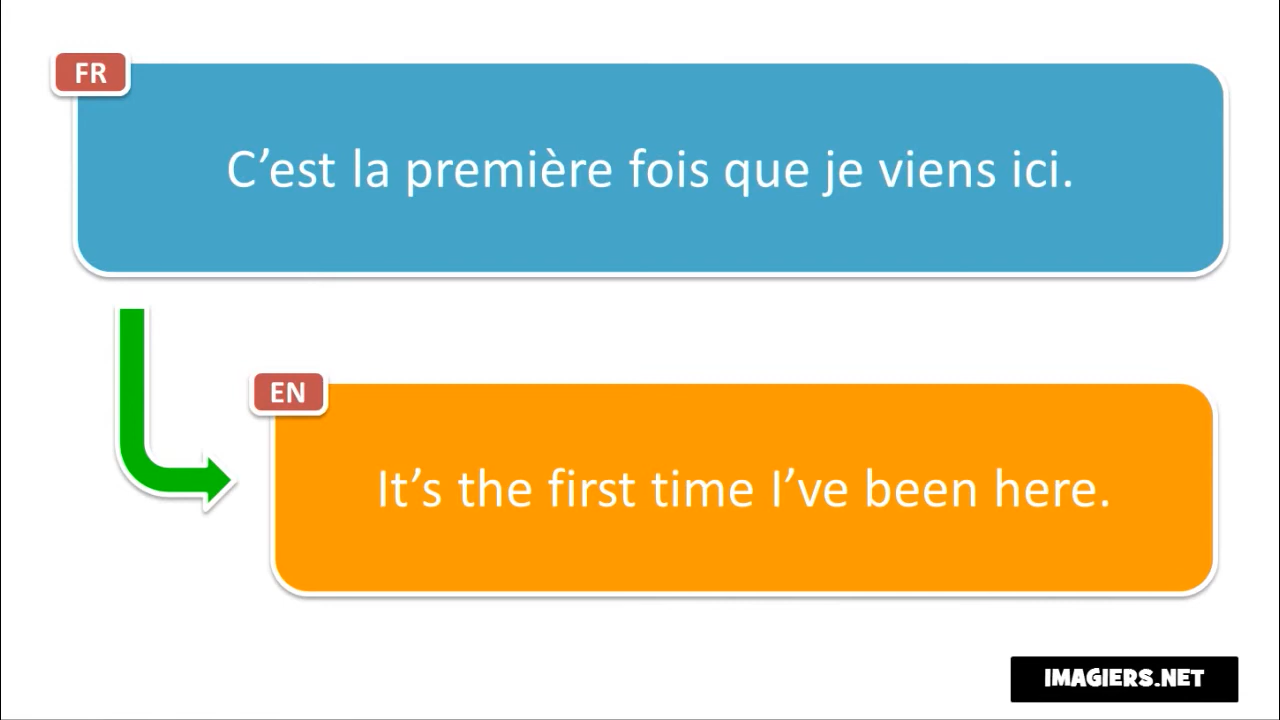 FR
C’est la première fois que je viens ici.
EN
It’s the first time I’ve been here.
IMAGIERS.NET